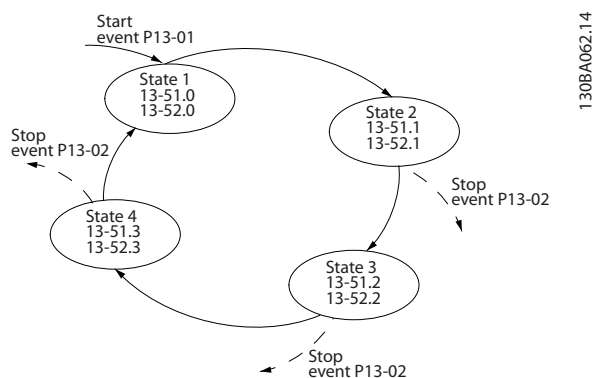 Start
event P13-01
State 1
13-51.0
13-52.0
State 2
13-51.1
13-52.1
Stop
event P13-02
State 3
13-51.2
13-52.2
Stop
event P13-02
State 4
13-51.3
13-52.3
Stop
event P13-02
130BA062.14